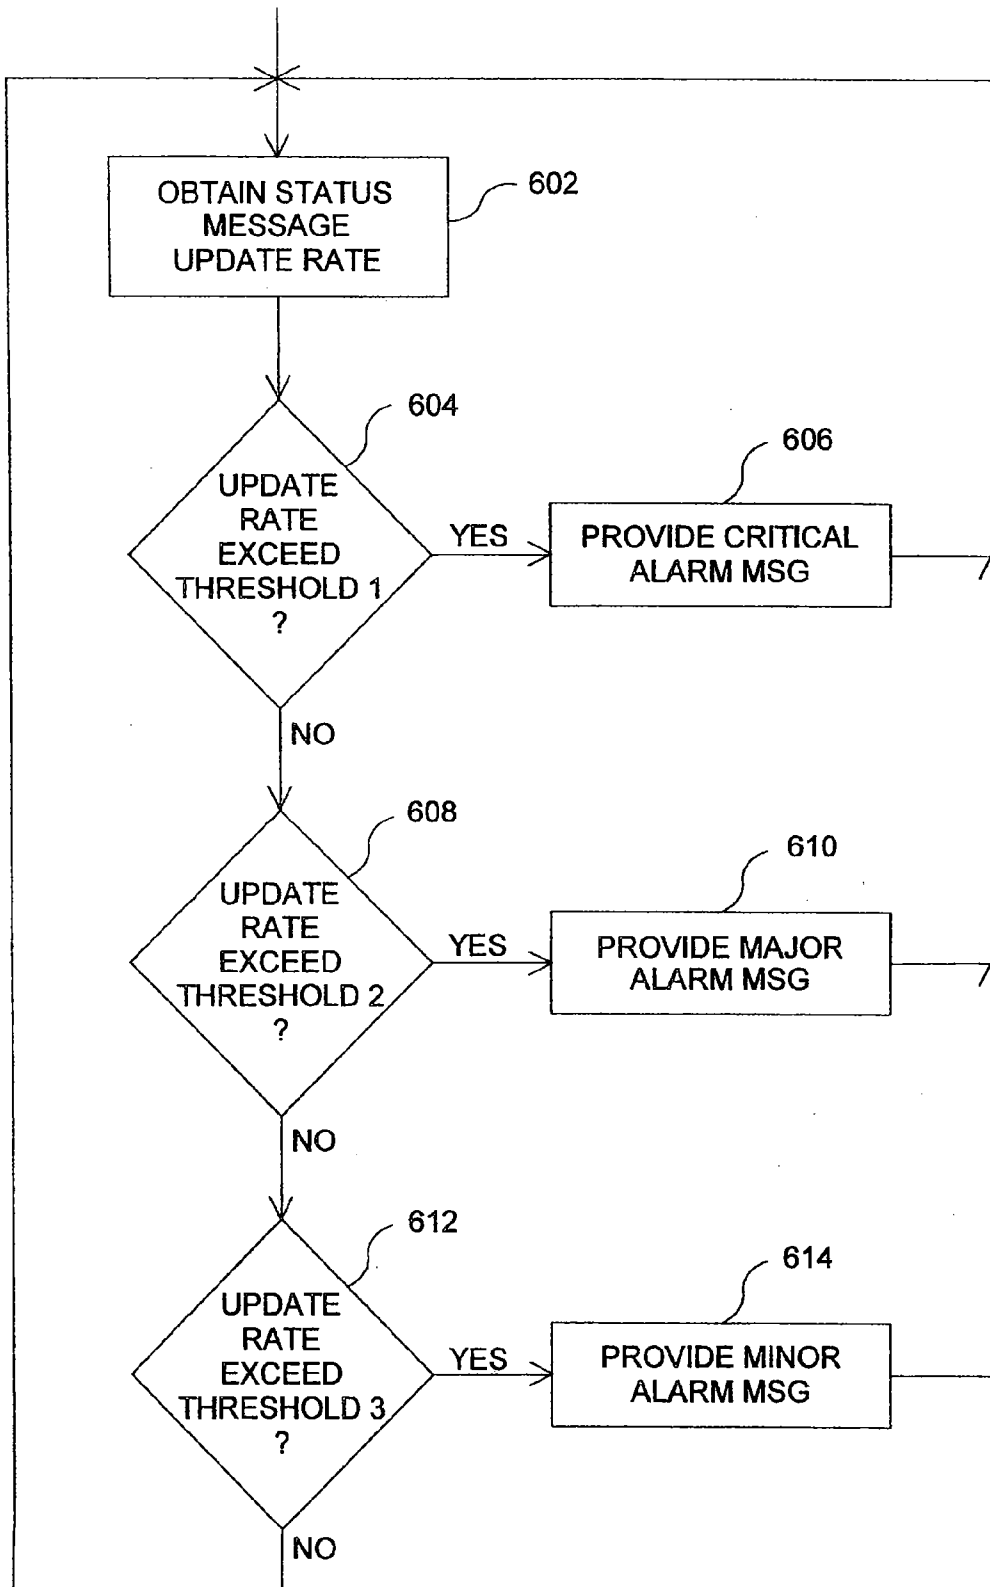 602
OBTAIN STATUS
MESSAGE
UPDATE RATE
604
UPDATE
RATE
EXCEED
THRESHOLD 1
?
YES
606
PROVIDE CRITICAL
ALARM MSG
NO
608
UPDATE
RATE
EXCEED
THRESHOLD 2
?
YES
610
PROVIDE MAJOR
ALARM MSG
NO
612
UPDATE
RATE
EXCEED
THRESHOLD 3
?
YES
614
PROVIDE MINOR
ALARM MSG
NO